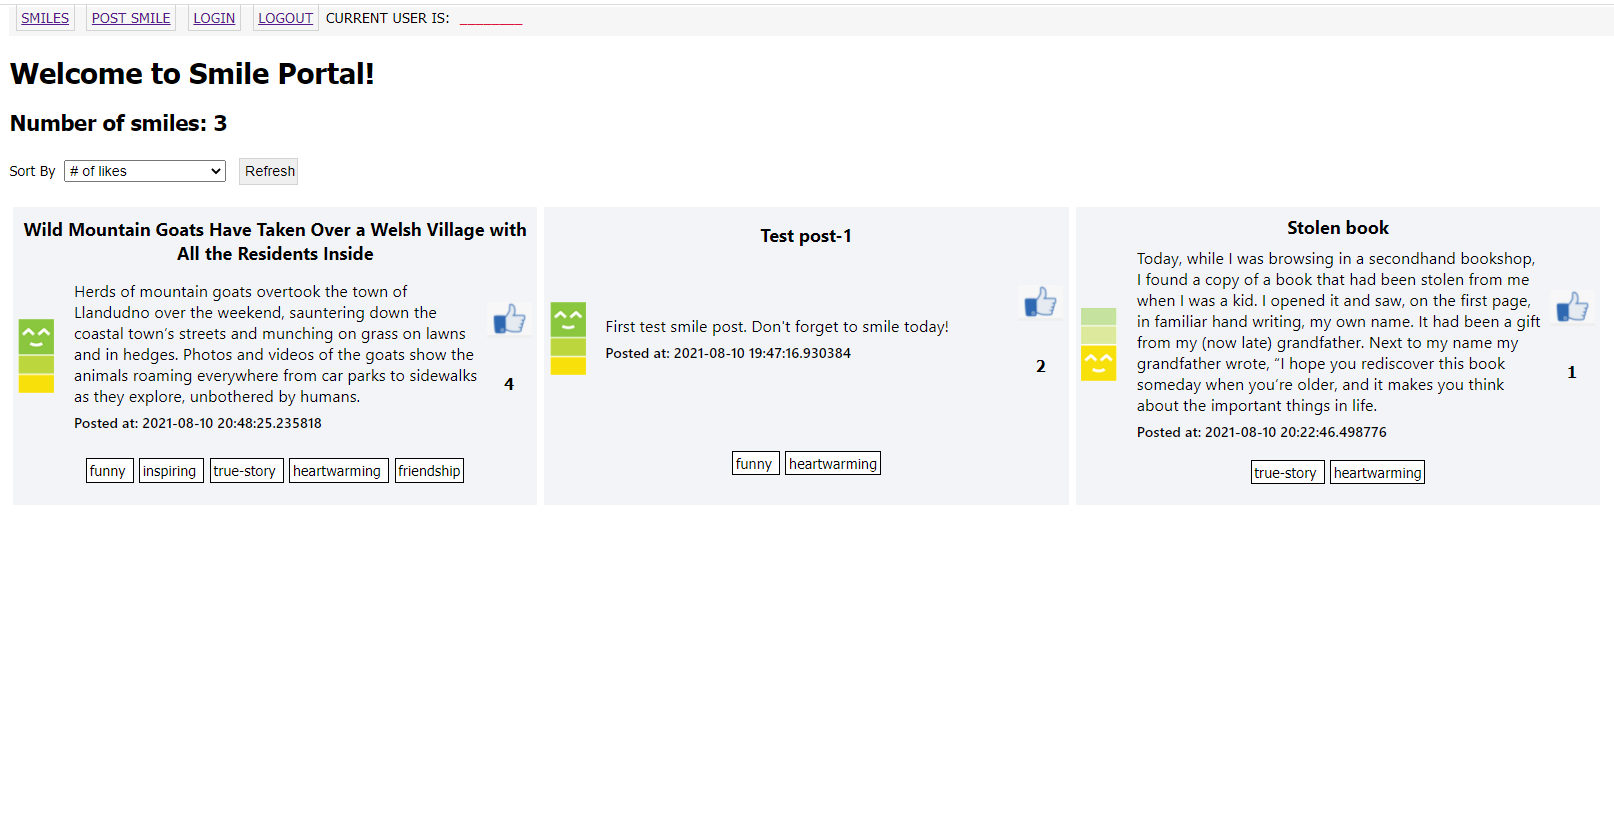 SMILES POST SMILE LOGIN LOGOUT CURRENT USER IS: ________
Welcome to Smile Portal!
Number of smiles: 3
Sort By # of likes Refresh
Wild Mountain Goats Have Taken Over a Welsh Village with
All the Residents Inside
Herds of mountain goats overtook the town of
Llandudno over the weekend, sauntering down the
coastal town's streets and munching on grass on lawns
and in hedges. Photos and videos of the goats show the
animals roaming everywhere from car parks to sidewalks
as they explore, unbothered by humans.
Posted at: 2021-08-10 20:48:25.235818
4
funny inspiring true-story heartwarming friendship
Test post-1
First test smile post. Don't forget to smile today!
Posted at: 2021-08-10 19:47:16.930384
2
funny heartwarming
Stolen book
Today, while I was browsing in a secondhand bookshop,
I found a copy of a book that had been stolen from me
when I was a kid. I opened it and saw, on the first page,
in familiar hand writing, my own name. It had been a gift
from my (now late) grandfather. Next to my name my
grandfather wrote, “I hope you rediscover this book
someday when you’re older, and it makes you think
about the important things in life.
Posted at: 2021-08-10 20:22:46.498776
1
true-story heartwarming